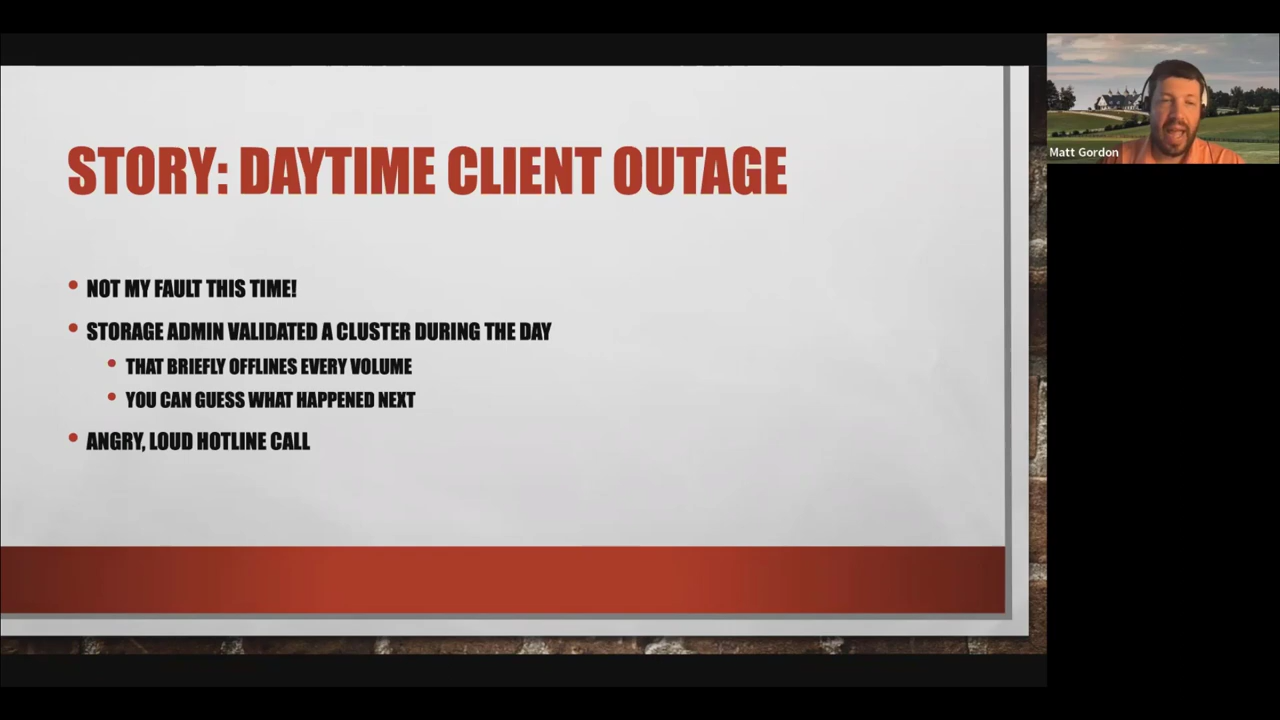 STORY: DAYTIME CLIENT OUTAGE
Matt Gordon
NOT MY FAULT THIS TIME!
STORAGE ADMIN VALIDATED A CLUSTER DURING THE DAY
THAT BRIEFLY OFFLINES EVERY VOLUME
YOU CAN GUESS WHAT HAPPENED NEXT
ANGRY, LOUD HOTLINE CALL